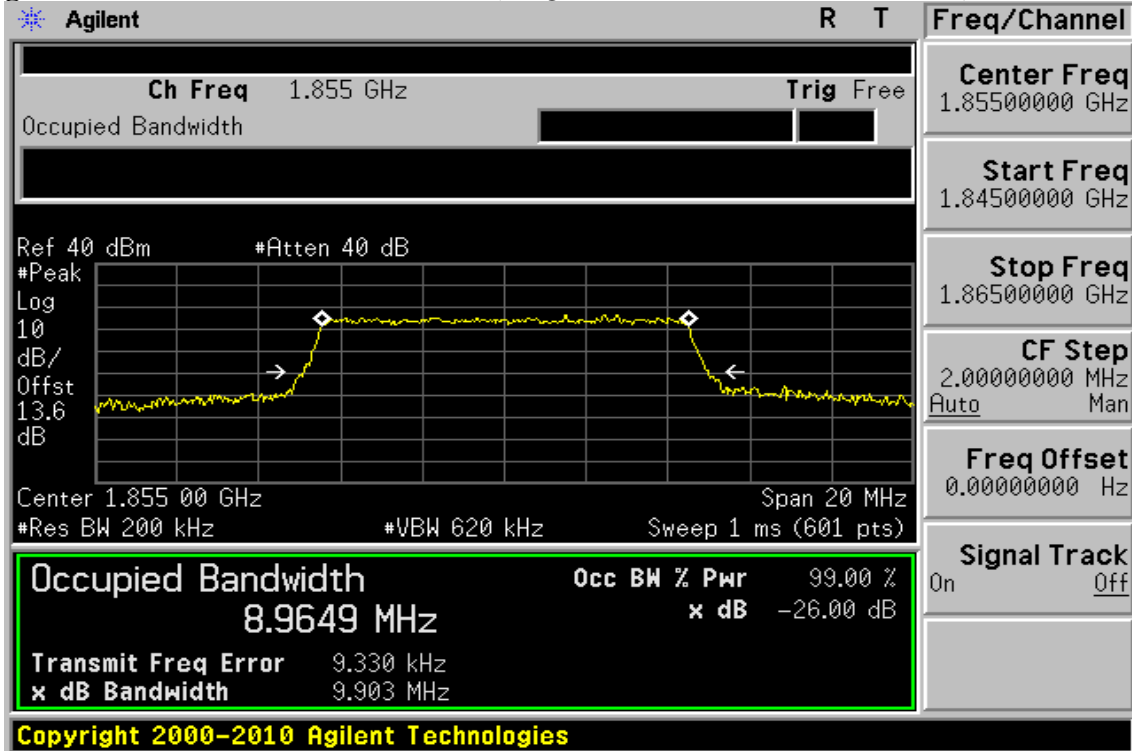 Agilent R T Freq/Channel
Ch Freq 1.855 GHz Trig Free
Occupied Bandwidth
Center Freq
1.85500000 GHz
Start Freq
1.84500000 GHz
Stop Freq
1.86500000 GHz
CF Step
2.00000000 MHz
Auto Man
Freq Offset
0.00000000 Hz
Signal Track
On Off
Ref 40 dBm #Atten 40 dB
#Peak
Log
10
dB/
Offst
13.6
dB
Center 1.855 00 GHz Span 20 MHz
#Res BW 200 kHz #VBW 620 kHz Sweep 1 ms (601 pts)
Occupied Bandwidth Occ BW % Pwr 99.00 %
8.9649 MHz x dB -26.00 dB
Transmit Freq Error 9.330 kHz
x dB Bandwidth 9.903 MHz
Copyright 2000-2010 Agilent Technologies